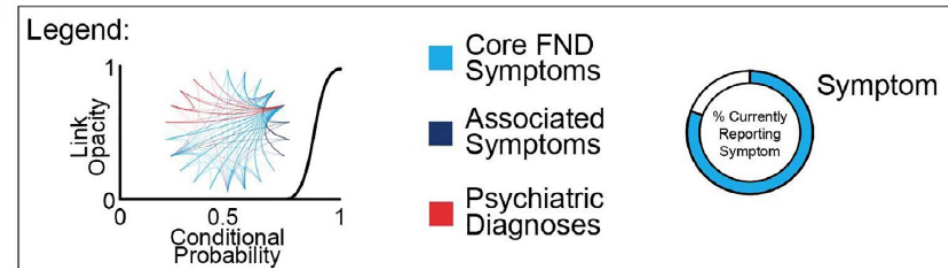 Legend:
1
Link
Opacity
0
0
0.5
1
Conditional
Probability
Core FND
Symptoms
Associated
Symptoms
Psychiatric
Diagnoses
% Currently
Reporting
Symptom
Symptom